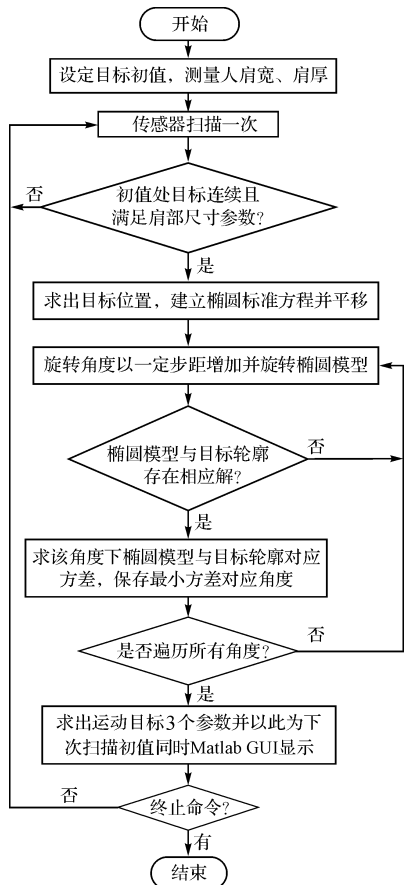 开始
设定目标初值，测量人肩宽、肩厚
传感器扫描一次
否
初值处目标连续且
满足肩部尺寸参数？
是
求出目标位置，建立椭圆标准方程并平移
旋转角度以一定步距增加并旋转椭圆模型
椭圆模型与目标轮廓
存在相应解？
否
是
求该角度下椭圆模型与目标轮廓对应
方差，保存最小方差对应角度
是否遍历所有角度？
否
是
求出运动目标3个参数并以此为下
次扫描初值同时Matlab GUI显示
否
终止命令？
有
结束